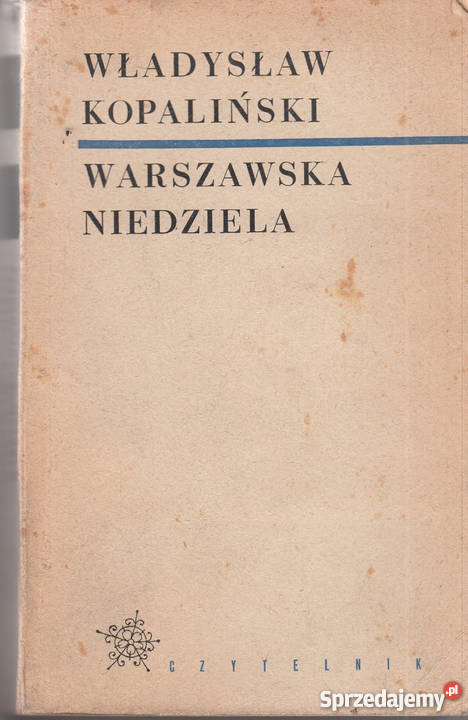 WŁADYSŁAW
KOPALIŃSKI
WARSZAWSKA
NIEDZIELA
CZYTELNIK
Sprzedajemy.pl